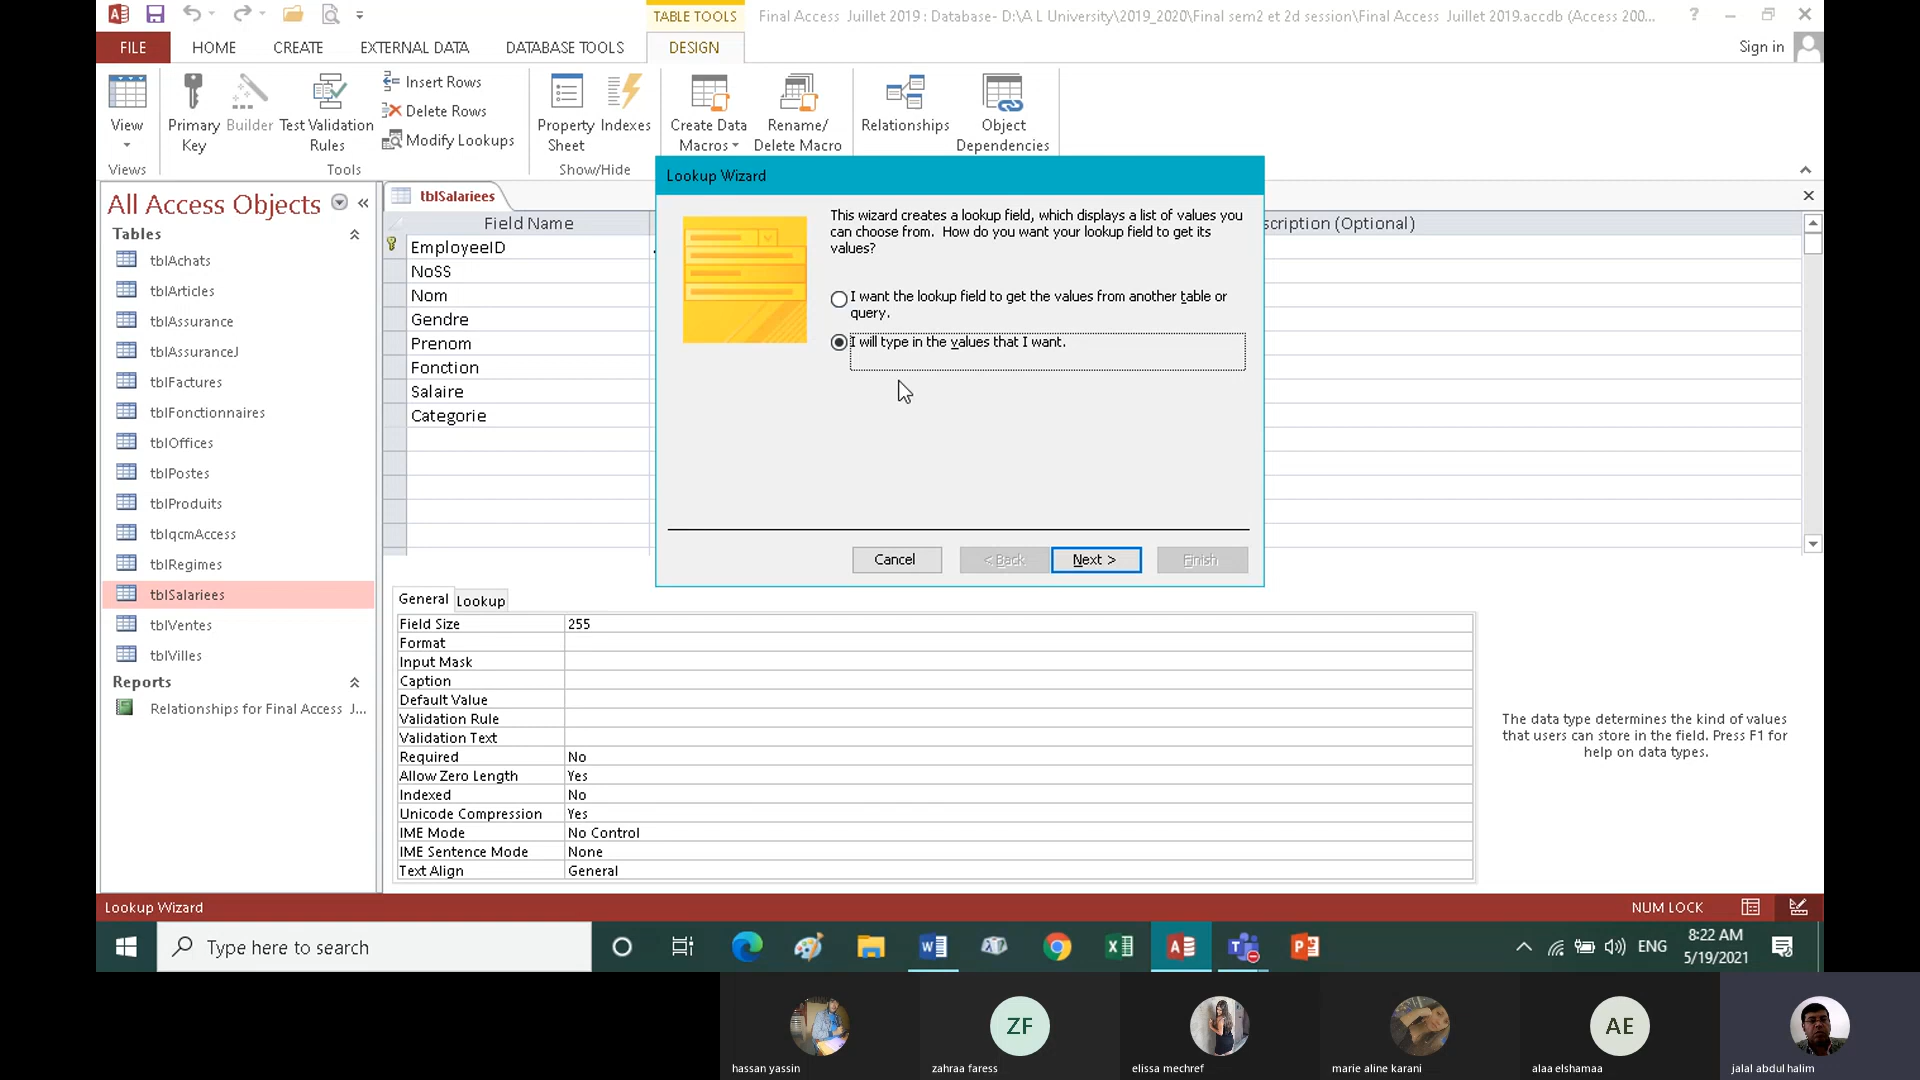 TABLE TOOLS
Final Access Juillet 2019 : Database- D:\A L University\2019_2020\Final sem2 et 2d session\Final Access Juillet 2019.accdb (Access 200...
?
FILE
HOME
CREATE
EXTERNAL DATA
DATABASE TOOLS
DESIGN
Sign in
View
Primary
Key
Builder
Test Validation
Rules
Insert Rows
Delete Rows
Modify Lookups
Property
Sheet
Indexes
Create Data
Macros
Rename/
Delete Macro
Relationships
Object
Dependencies
Views
Tools
Show/Hide
All Access Objects
Tables
tblAchats
tblArticles
tblAssurance
tblAssuranceJ
tblFactures
tblFonctionnaires
tblOffices
tblPostes
tblProduits
tblqcmAccess
tblRegimes
tblSalariees
tblVentes
tblVilles
Reports
Relationships for Final Access J...
tblSalariees
Field Name
scription (Optional)
EmployeeID
NoSS
Nom
Gendre
Prenom
Fonction
Salaire
Categorie
Lookup Wizard
This wizard creates a lookup field, which displays a list of values you
can choose from. How do you want your lookup field to get its
values?
I want the lookup field to get the values from another table or
query.
I will type in the values that I want.
Cancel
< Back
Next >
Finish
General
Lookup
Field Size 255
Format
Input Mask
Caption
Default Value
Validation Rule
Validation Text
Required No
Allow Zero Length Yes
Indexed No
Unicode Compression Yes
IME Mode No Control
IME Sentence Mode None
Text Align General
The data type determines the kind of values
that users can store in the field. Press F1 for
help on data types.
Lookup Wizard
NUM LOCK
Type here to search
ENG
8:22 AM
5/19/2021
ZF
AE
hassan yassin
zahraa faress
elissa mechref
marie aline karani
alaa elshamaa
jalal abdul halim